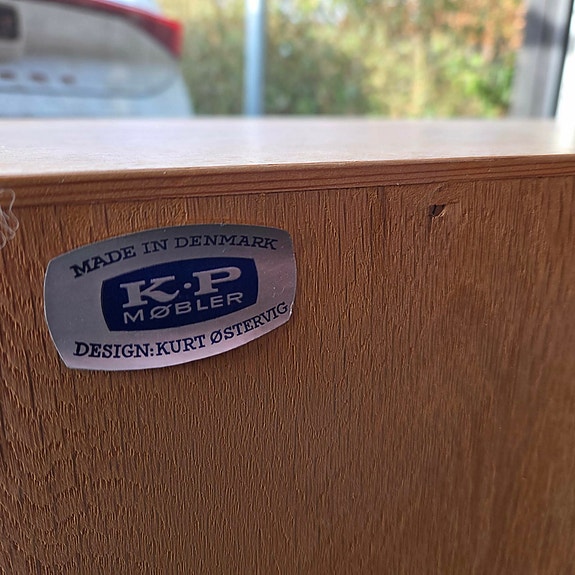 MADE IN DENMARK
K·P
MØBLER
DESIGN: KURT ØSTERVIG